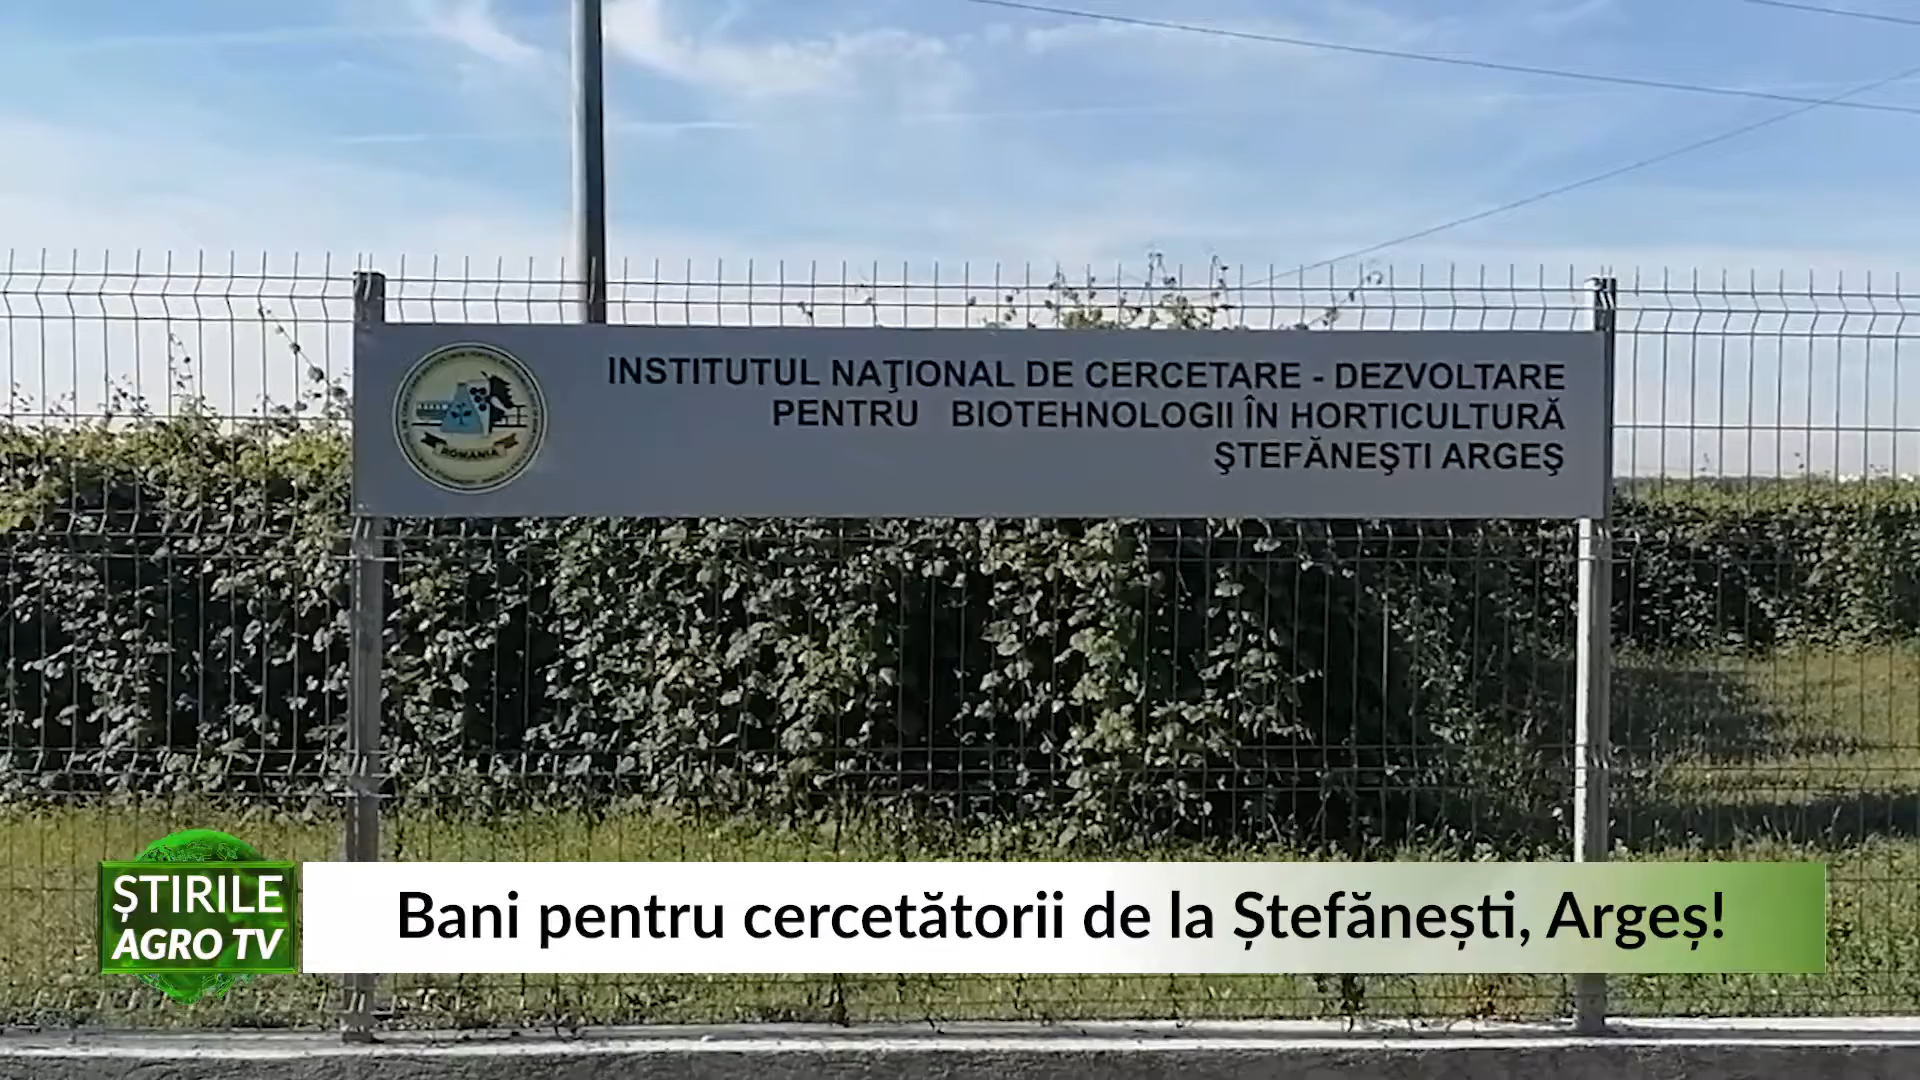 INSTITUTUL NAŢIONAL DE CERCETARE - DEZVOLTARE
PENTRU BIOTEHNOLOGII ÎN HORTICULTURĂ
ŞTEFĂNEŞTI ARGEŞ
ROMÂNIA
ȘTIRILE
AGRO TV
Bani pentru cercetătorii de la Ștefănești, Argeș!